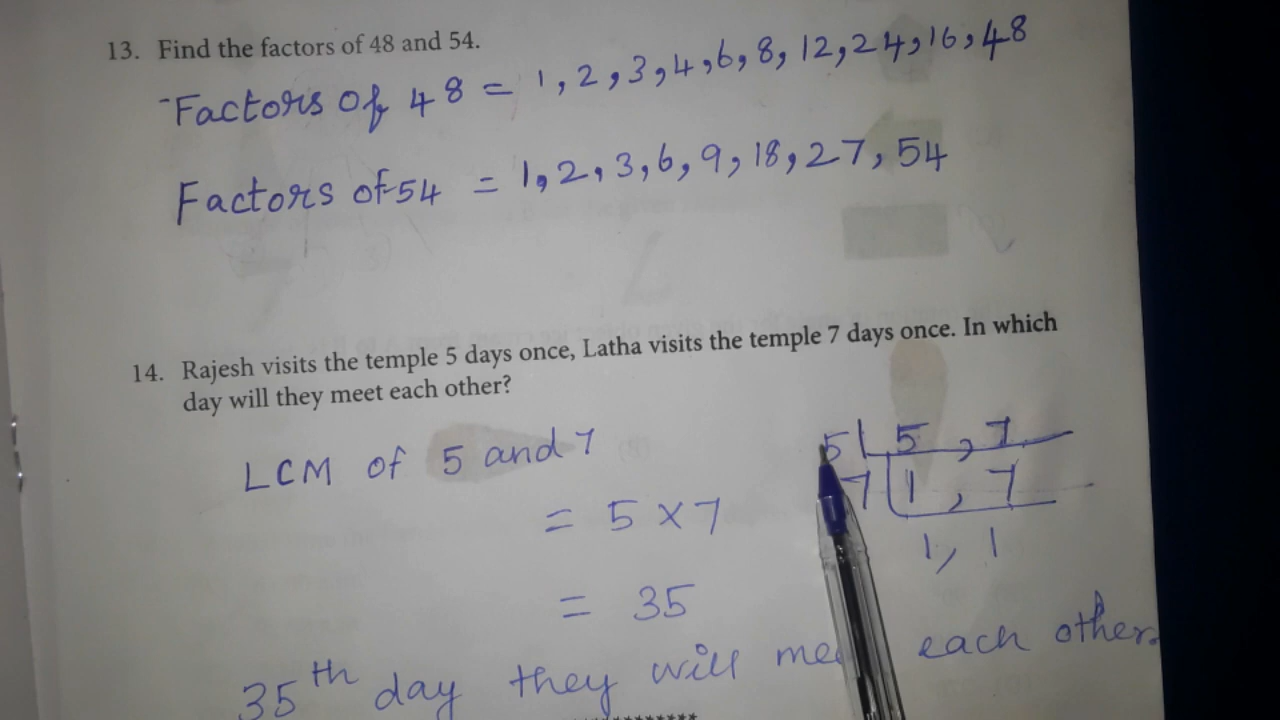 13. Find the factors of 48 and 54.
Factors of 48 = 1, 2, 3, 4, 6, 8, 12, 24, 16, 48
Factors of 54 = 1, 2, 3, 6, 9, 18, 27, 54
14. Rajesh visits the temple 5 days once, Latha visits the temple 7 days once. In which
day will they meet each other?
LCM of 5 and 7
= 5 × 7
= 35
5 | 5, 7
7 | 1, 7
1, 1
35th day they will each other.
**********